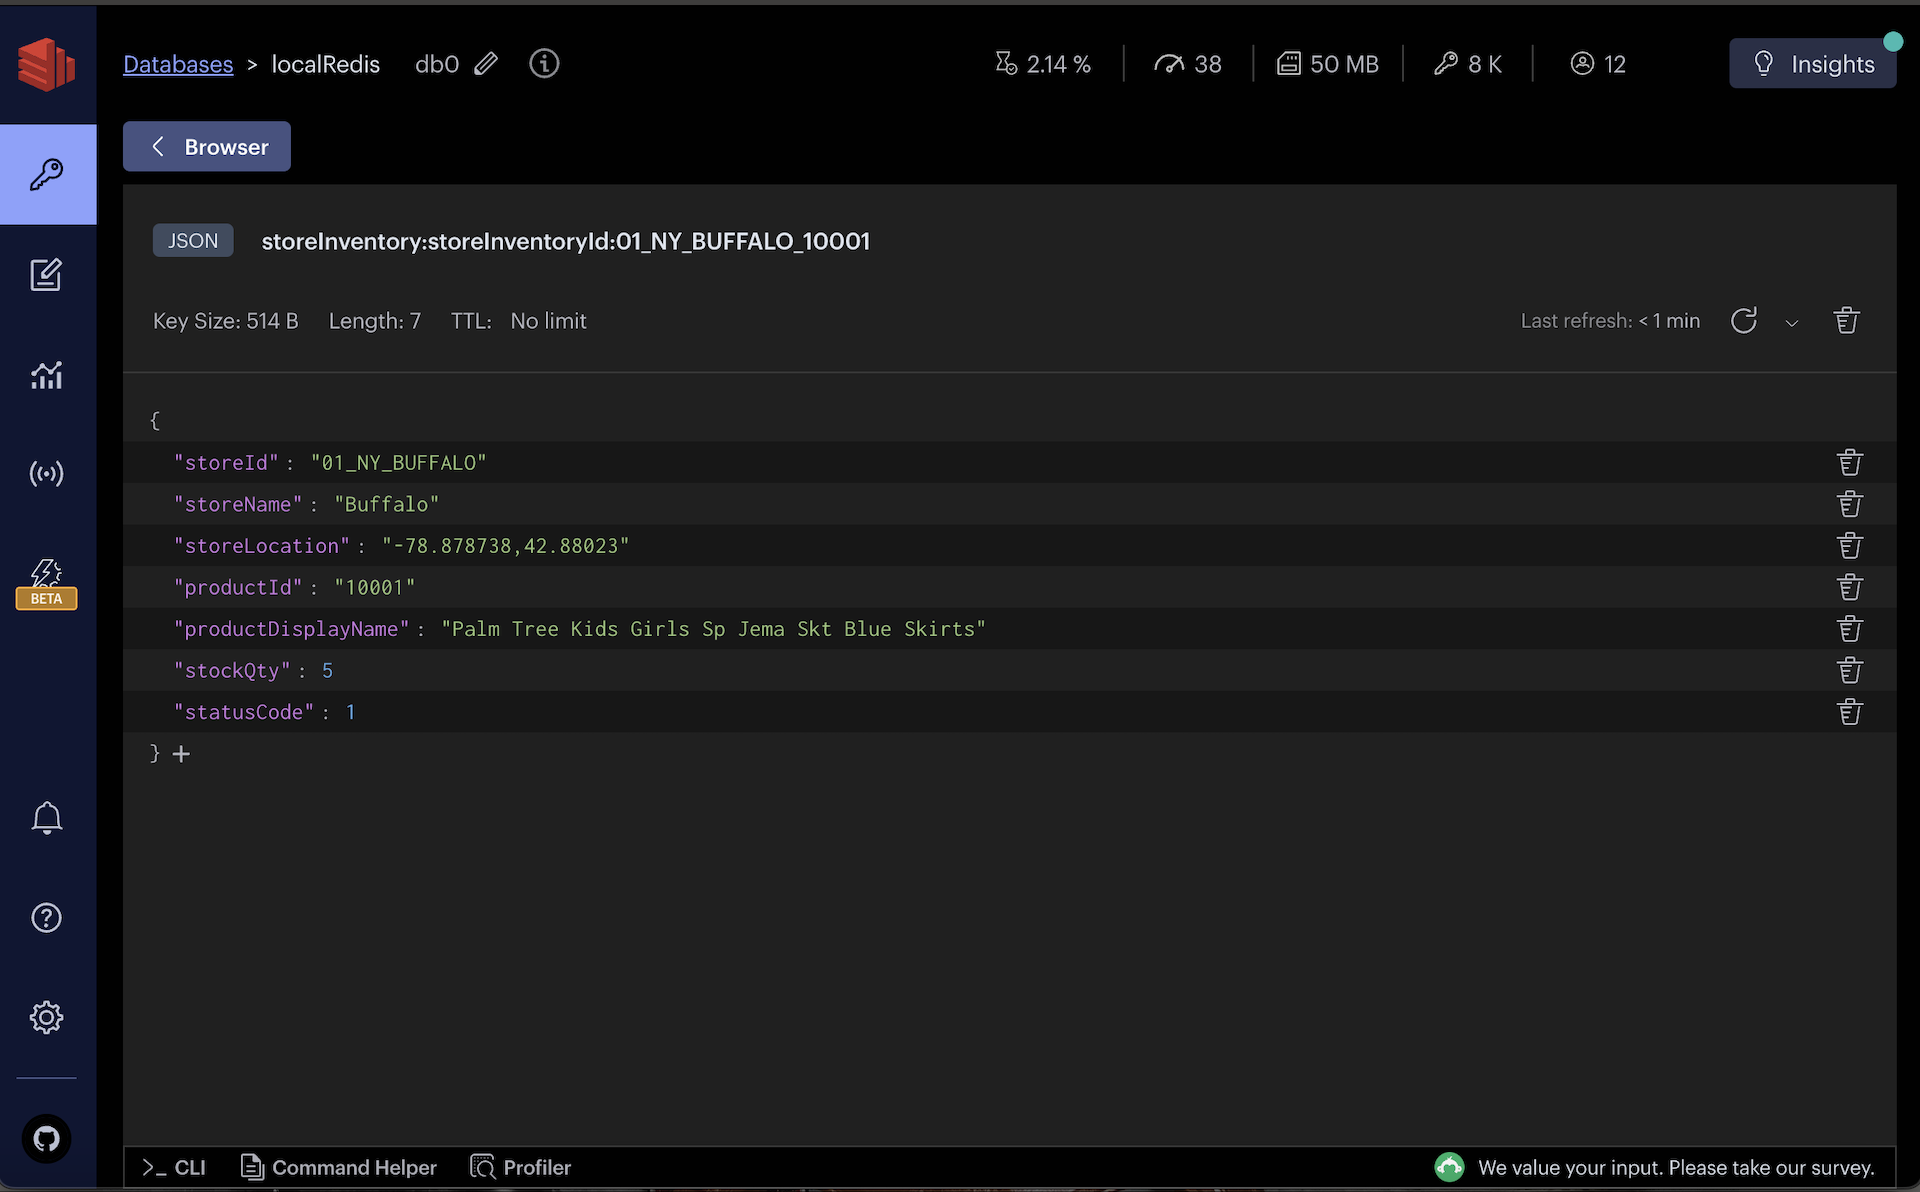 Databases > localRedis db0 2.14 % 38 50 MB 8 K 12 Insights
Browser
JSON storeInventory:storeInventoryId:01_NY_BUFFALO_10001
Key Size: 514 B Length: 7 TTL: No limit Last refresh: < 1 min
{
"storeId" : "01_NY_BUFFALO"
"storeName" : "Buffalo"
"storeLocation" : "-78.878738,42.88023"
"productId" : "10001"
"productDisplayName" : "Palm Tree Kids Girls Sp Jema Skt Blue Skirts"
"stockQty" : 5
"statusCode" : 1
} +
BETA
>_ CLI Command Helper Profiler We value your input. Please take our survey.